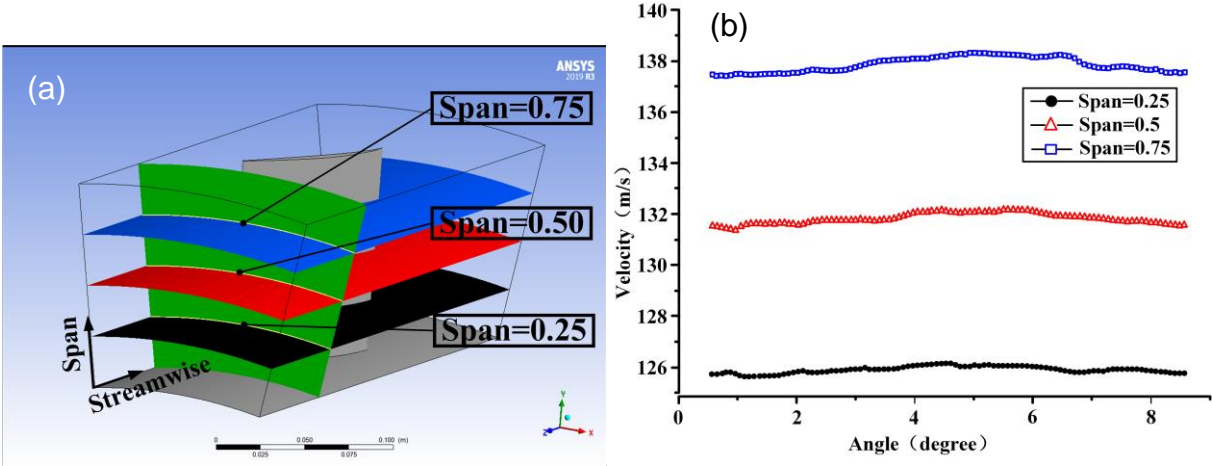 (a)
ANSYS
2019 R3
Span=0.75
Span=0.50
Span=0.25
Span
Streamwise
0
0.050
0.100 (m)
0.025
0.075
Y
Z
X
(b)
140
138
136
134
132
130
128
126
Velocity（m/s）
Span=0.25
Span=0.5
Span=0.75
0
2
4
6
8
Angle（degree）